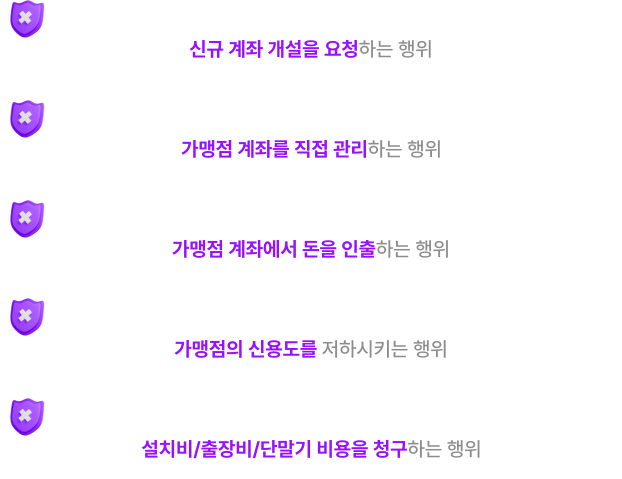 신규 계좌 개설을 요청하는 행위
가맹점 계좌를 직접 관리하는 행위
가맹점 계좌에서 돈을 인출하는 행위
가맹점의 신용도를 저하시키는 행위
설치비/출장비/단말기 비용을 청구하는 행위